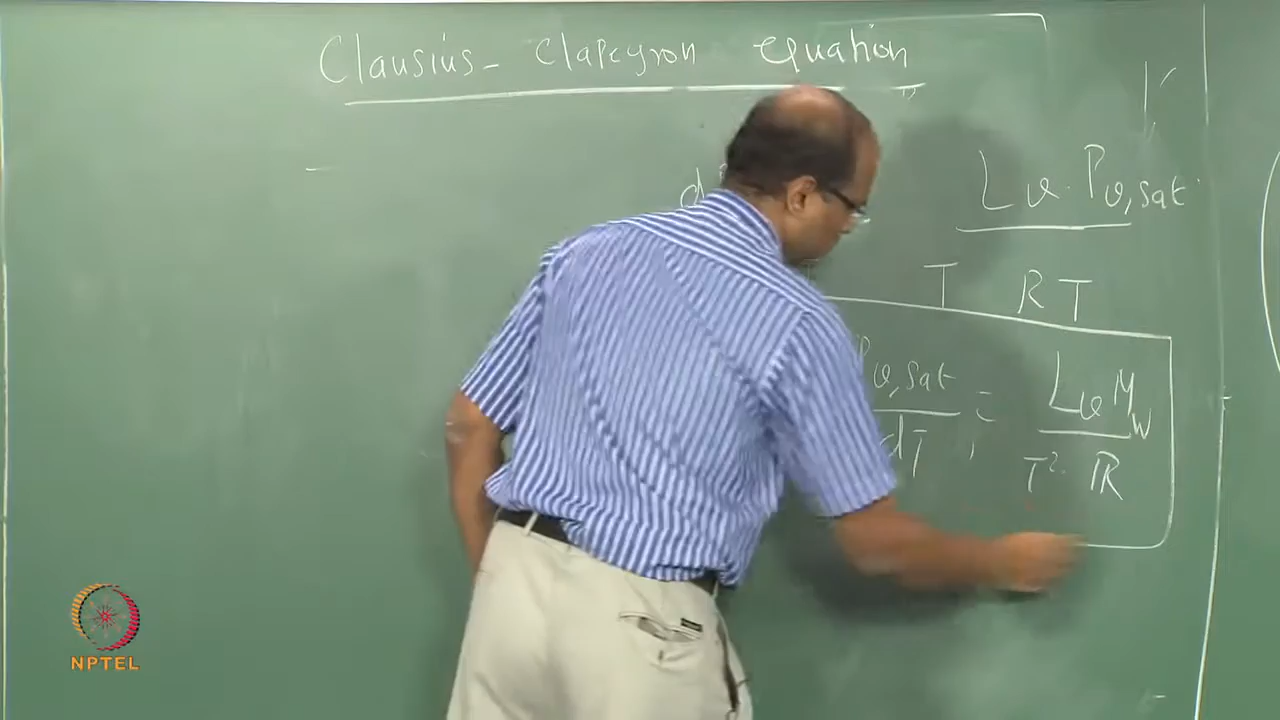 Clausius - Clapeyron equation
d Lv. Pv,sat
T RT
Pv,sat = Lv Mw
dT T². R
NPTEL